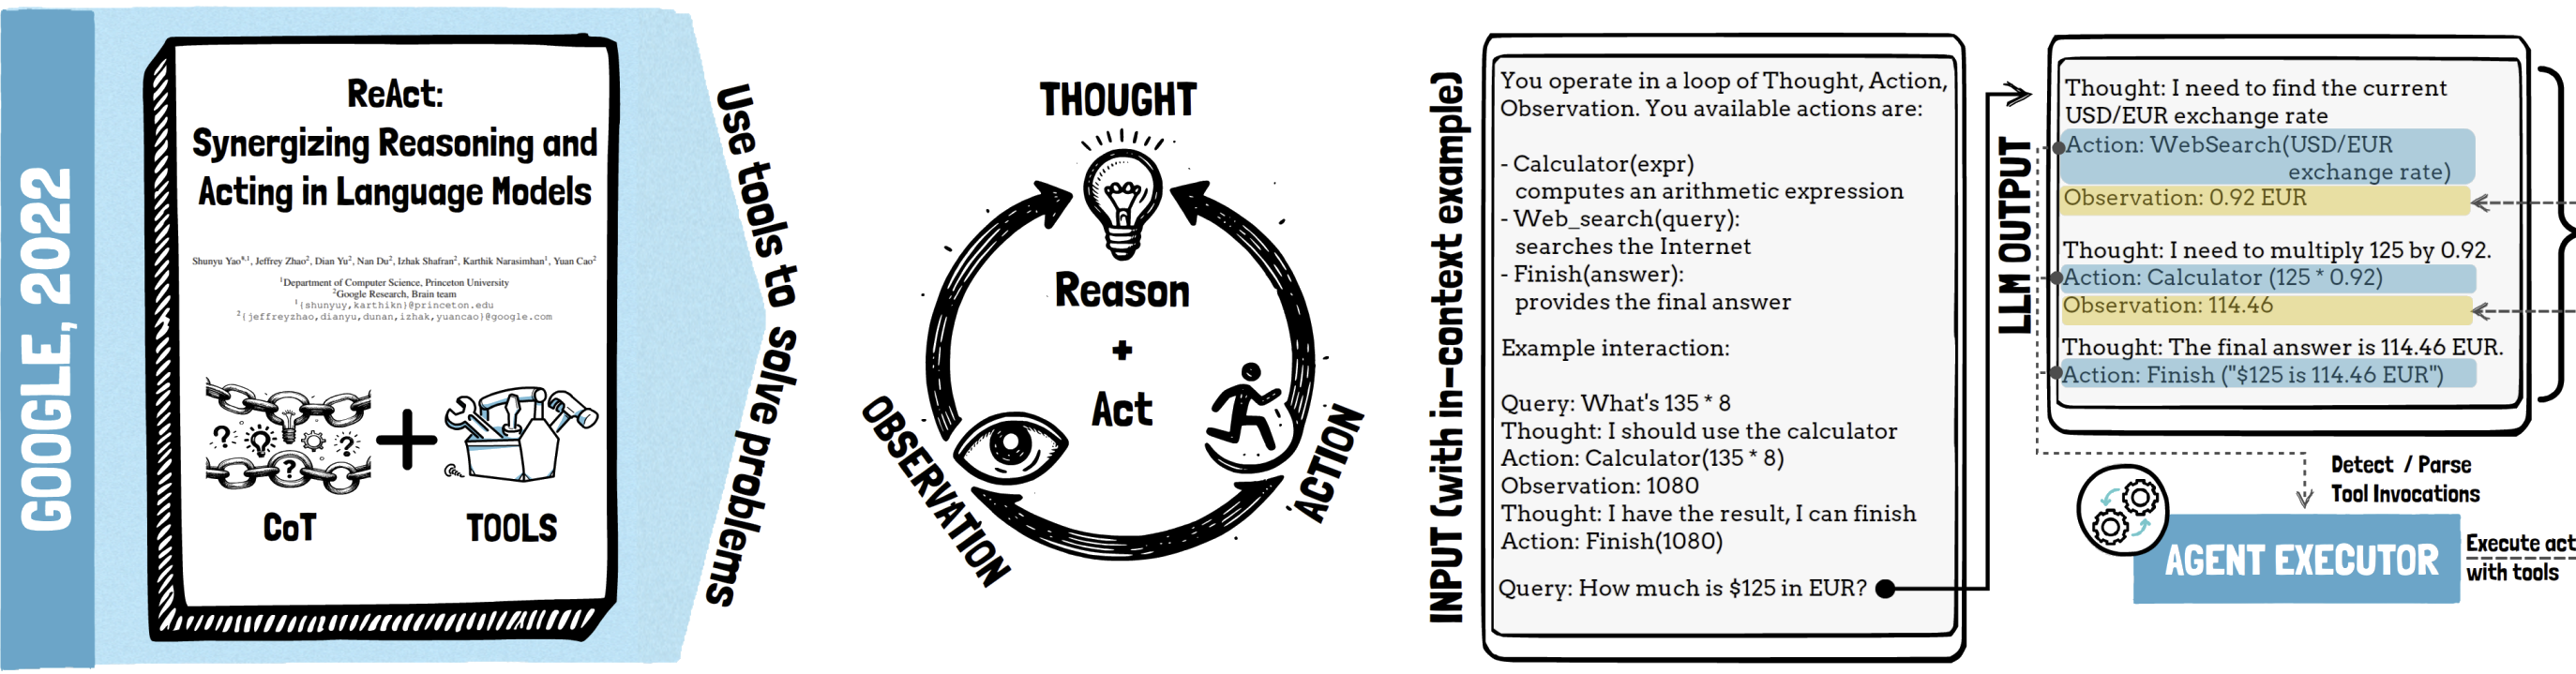 GOOGLE, 2022
ReAct:
Synergizing Reasoning and
Acting in Language Models
Shunyu Yao*,1, Jeffrey Zhao2, Dian Yu2, Nan Du2, Izhak Shafran2, Karthik Narasimhan1, Yuan Cao2
1Department of Computer Science, Princeton University
2Google Research, Brain team
1{shunyuy,karthikn}@princeton.edu
2{jeffreyzhao,dianyu,dunan,izhak,yuancao}@google.com
CoT
TOOLS
Use tools to solve problems
THOUGHT
Reason
+
Act
OBSERVATION
ACTION
INPUT (with in-context example)
You operate in a loop of Thought, Action,
Observation. You available actions are:
- Calculator(expr)
computes an arithmetic expression
- Web_search(query):
searches the Internet
- Finish(answer):
provides the final answer
Example interaction:
Query: What's 135 * 8
Thought: I should use the calculator
Action: Calculator(135 * 8)
Observation: 1080
Thought: I have the result, I can finish
Action: Finish(1080)
Query: How much is $125 in EUR?
LLM OUTPUT
Thought: I need to find the current
USD/EUR exchange rate
Action: WebSearch(USD/EUR
exchange rate)
Observation: 0.92 EUR
Thought: I need to multiply 125 by 0.92.
Action: Calculator (125 * 0.92)
Observation: 114.46
Thought: The final answer is 114.46 EUR.
Action: Finish ("$125 is 114.46 EUR")
Detect / Parse
Tool Invocations
AGENT EXECUTOR
Execute act
with tools